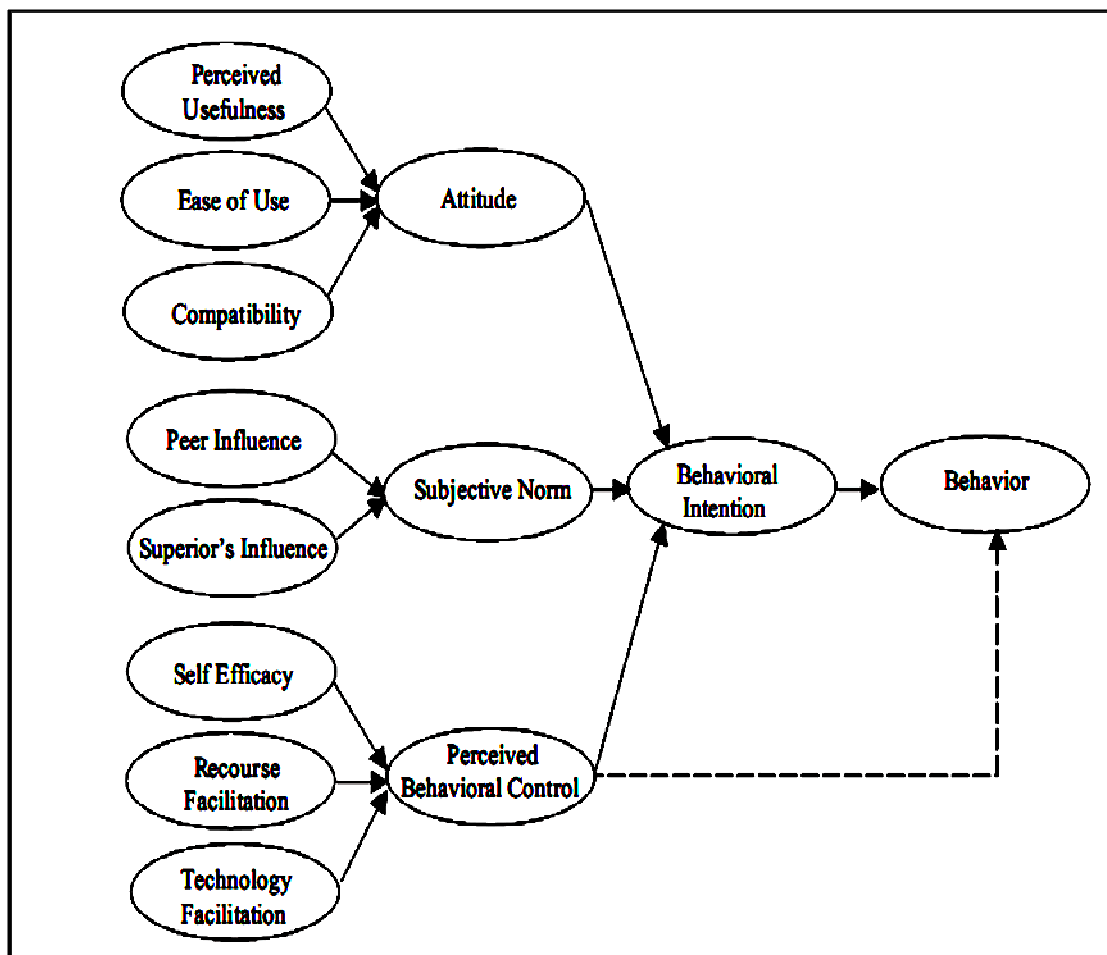 Perceived
Usefulness
Ease of Use
Attitude
Compatibility
Peer Influence
Subjective Norm
Behavioral
Intention
Behavior
Superior's Influence
Self Efficacy
Recourse
Facilitation
Perceived
Behavioral Control
Technology
Facilitation